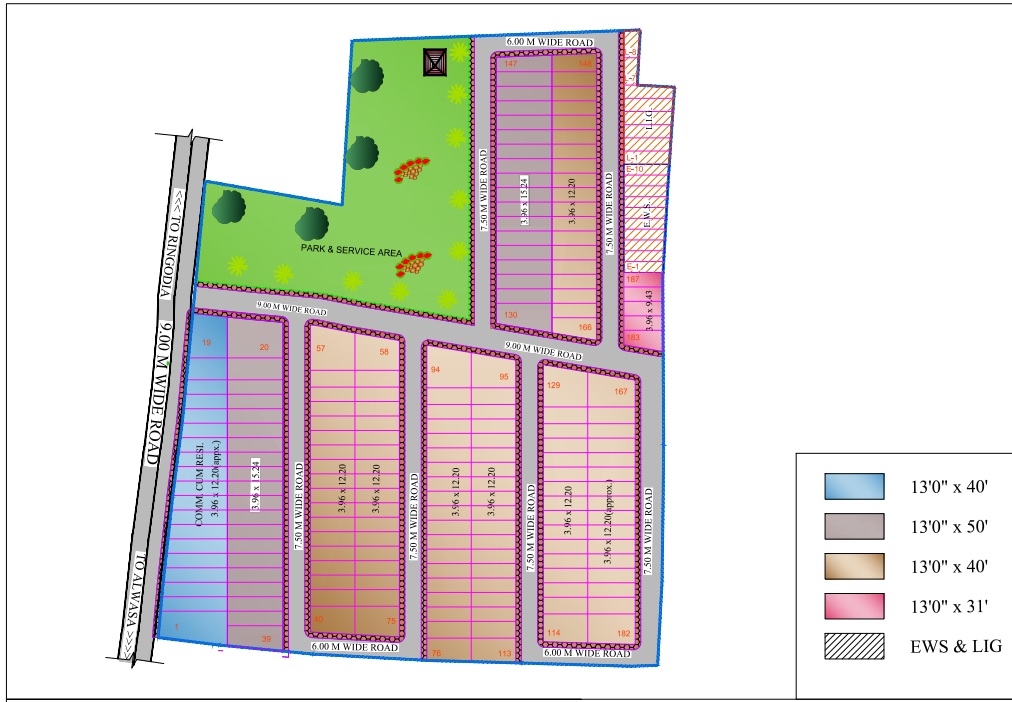 6.00 M WIDE ROAD
147
148
L-8
L-7
L.I.G.
L-1
E-10
E.W.S.
E-1
187
3.96 x 9.43
183
7.50 M WIDE ROAD
3.96 x 15.24
3.96 x 12.20
7.50 M WIDE ROAD
130
166
PARK & SERVICE AREA
<<< TO RINGODIA
9.00 M WIDE ROAD
TO ALWASA >>>
9.00 M WIDE ROAD
9.00 M WIDE ROAD
19
20
COMM. CUM RESI.
3.96 x 12.20(appx.)
3.96 x 15.24
1
39
7.50 M WIDE ROAD
57
58
3.96 x 12.20
3.96 x 12.20
40
75
6.00 M WIDE ROAD
7.50 M WIDE ROAD
94
95
3.96 x 12.20
3.96 x 12.20
76
113
7.50 M WIDE ROAD
129
167
3.96 x 12.20
3.96 x 12.20(approx.)
114
182
6.00 M WIDE ROAD
7.50 M WIDE ROAD
13'0" x 40'
13'0" x 50'
13'0" x 40'
13'0" x 31'
EWS & LIG